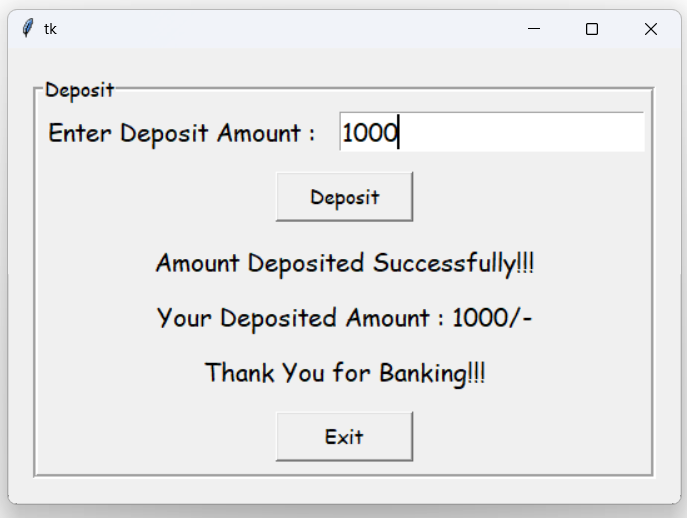 tk
Deposit
Enter Deposit Amount : 1000
Deposit
Amount Deposited Successfully!!!
Your Deposited Amount : 1000/-
Thank You for Banking!!!
Exit